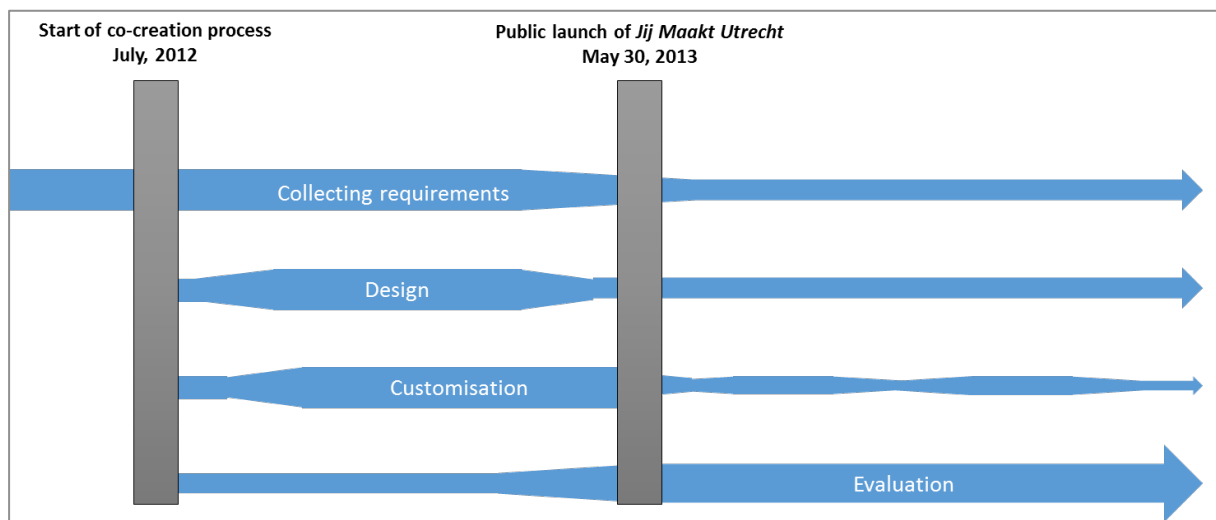 Start of co-creation process
July, 2012
Public launch of Jij Maakt Utrecht
May 30, 2013
Collecting requirements
Design
Customisation
Evaluation